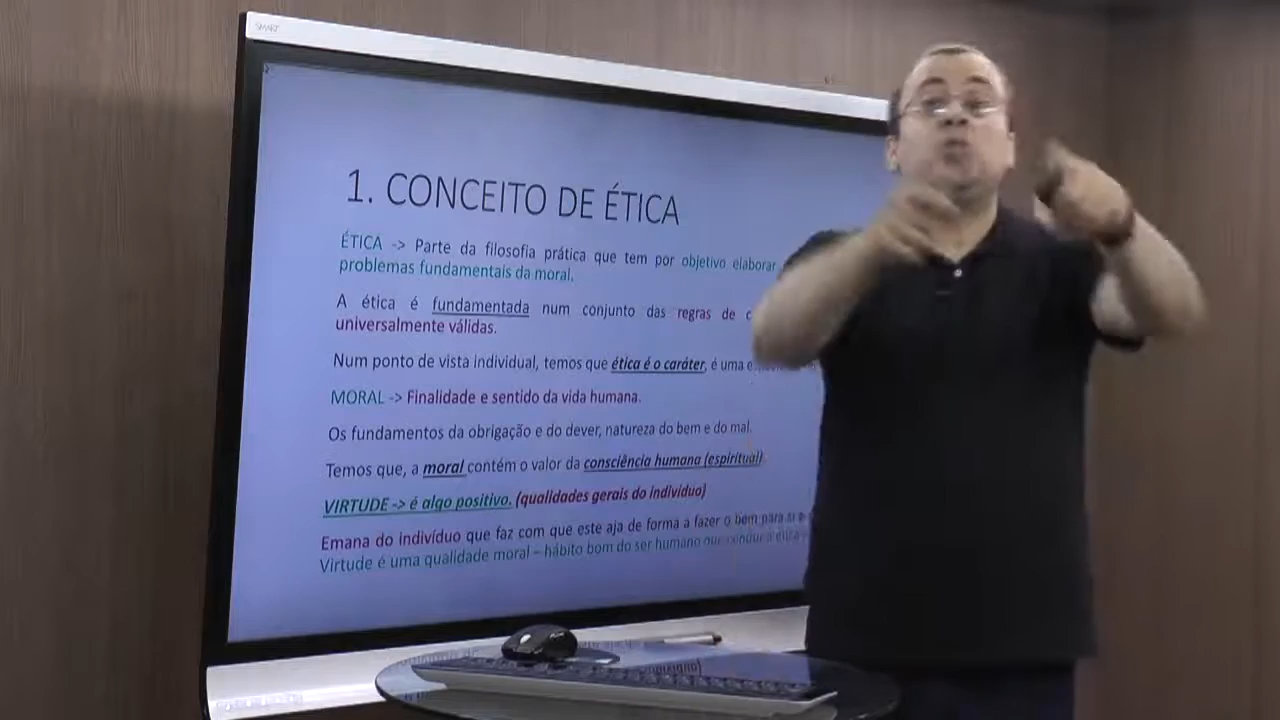 SMART
1. CONCEITO DE ÉTICA
ÉTICA -> Parte da filosofia prática que tem por objetivo elaborar
problemas fundamentais da moral.
A ética é fundamentada num conjunto das regras de
universalmente válidas.
Num ponto de vista individual, temos que ética é o caráter, é uma
MORAL -> Finalidade e sentido da vida humana.
Os fundamentos da obrigação e do dever, natureza do bem e do mal.
Temos que, a moral contém o valor da consciência humana (espiritual)
VIRTUDE -> é algo positivo. (qualidades gerais do indivíduo)
Emana do indivíduo que faz com que este aja de forma a fazer o bem para si
Virtude é uma qualidade moral – hábito bom do ser humano que conduz a